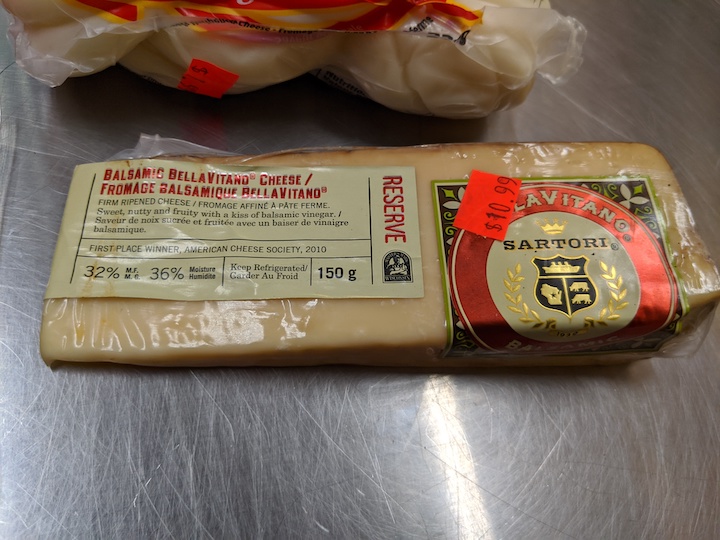 BALSAMIC BELLAVITANO® CHEESE /
FROMAGE BALSAMIQUE BELLAVITANO®
FIRM RIPENED CHEESE / FROMAGE AFFINÉ À PÂTE FERME.
Sweet, nutty and fruity with a kiss of balsamic vinegar. /
Saveur de noix sucrée et fruitée avec un baiser de vinaigre
balsamique.
FIRST PLACE WINNER, AMERICAN CHEESE SOCIETY, 2010
32% M.F. M.G. 36% Moisture Humidité
Keep Refrigerated/
Garder Au Froid
150 g
RESERVE
$10.99
LAVITANO®
SARTORI®